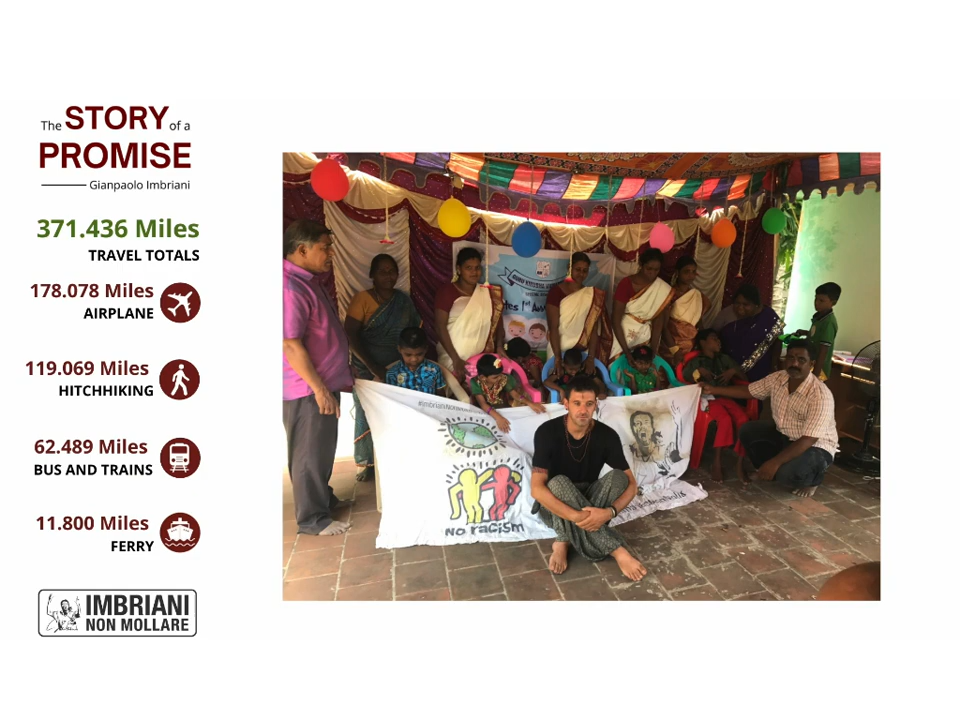 The STORY of a
PROMISE
Gianpaolo Imbriani
371.436 Miles
TRAVEL TOTALS
178.078 Miles
AIRPLANE
119.069 Miles
HITCHHIKING
62.489 Miles
BUS AND TRAINS
11.800 Miles
FERRY
IMBRIANI
NON MOLLARE
No racism